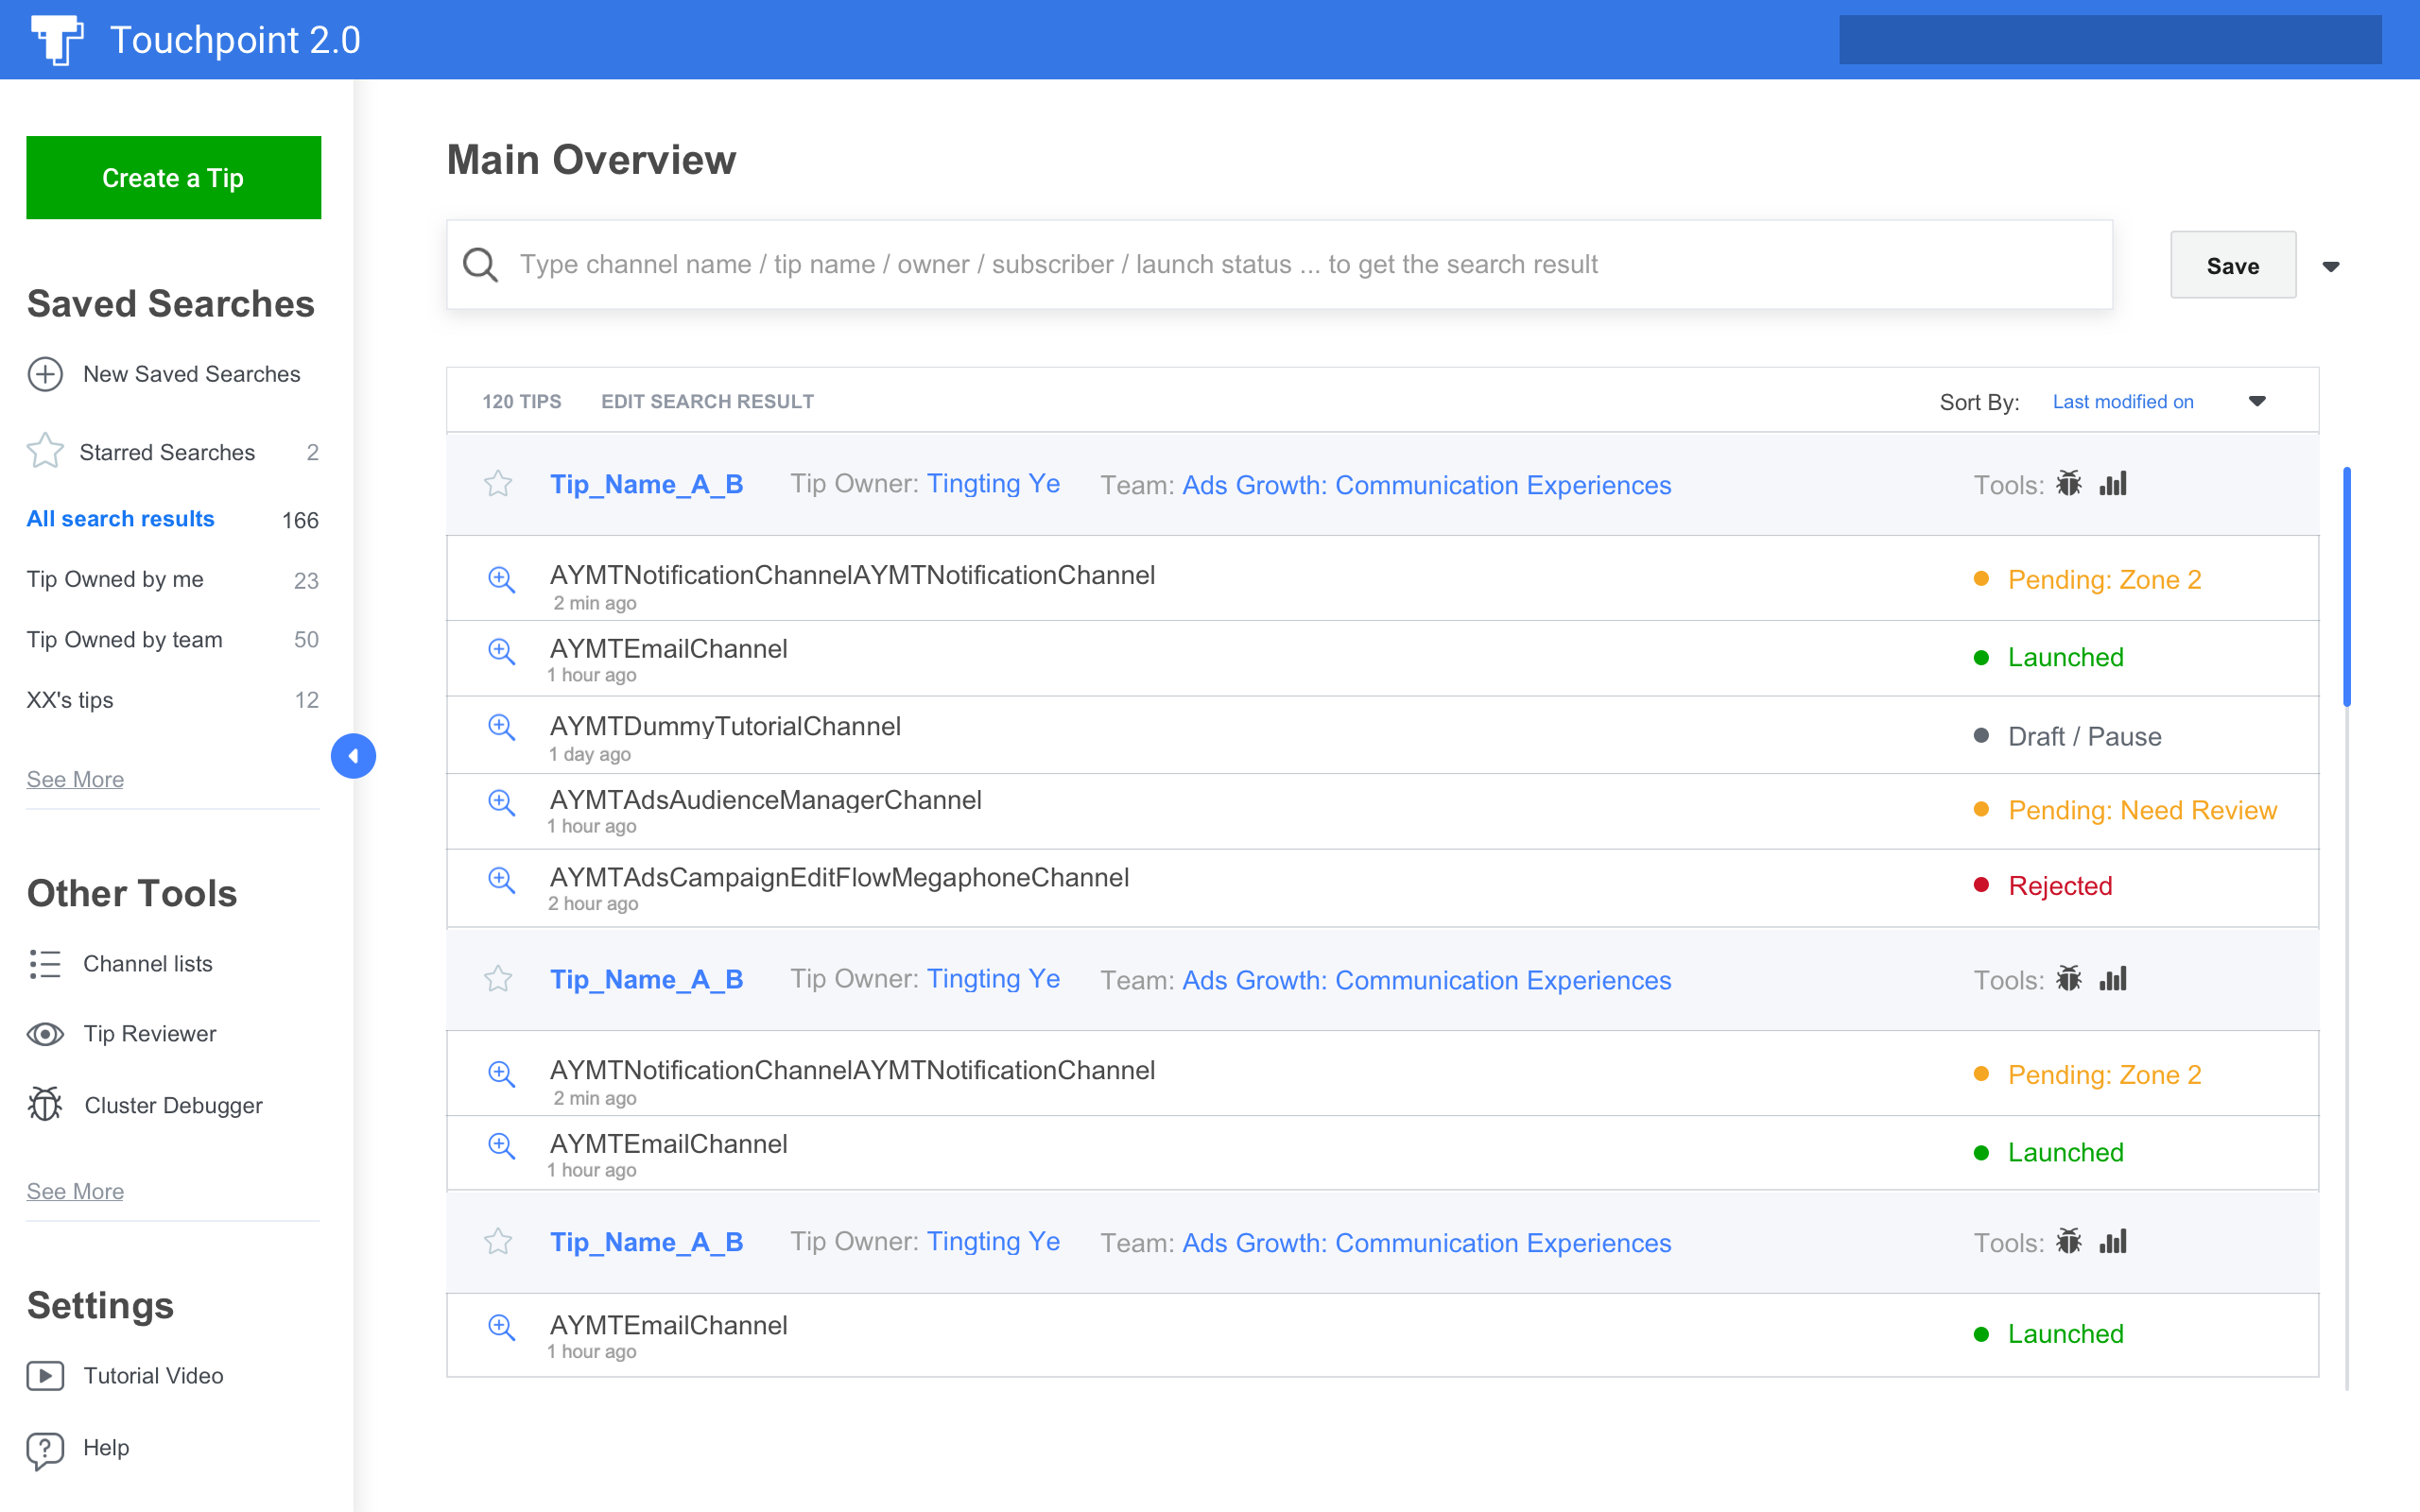 Touchpoint 2.0
Create a Tip
Saved Searches
New Saved Searches
Starred Searches 2
All search results 166
Tip Owned by me 23
Tip Owned by team 50
XX's tips 12
See More
Other Tools
Channel lists
Tip Reviewer
Cluster Debugger
See More
Settings
Tutorial Video
Help
Main Overview
Type channel name / tip name / owner / subscriber / launch status ... to get the search result
Save
120 TIPS EDIT SEARCH RESULT Sort By: Last modified on
Tip_Name_A_B Tip Owner: Tingting Ye Team: Ads Growth: Communication Experiences Tools:
AYMTNotificationChannelAYMTNotificationChannel Pending: Zone 2
2 min ago
AYMTEmailChannel Launched
1 hour ago
AYMTDummyTutorialChannel Draft / Pause
1 day ago
AYMTAdsAudienceManagerChannel Pending: Need Review
1 hour ago
AYMTAdsCampaignEditFlowMegaphoneChannel Rejected
2 hour ago
Tip_Name_A_B Tip Owner: Tingting Ye Team: Ads Growth: Communication Experiences Tools:
AYMTNotificationChannelAYMTNotificationChannel Pending: Zone 2
2 min ago
AYMTEmailChannel Launched
1 hour ago
Tip_Name_A_B Tip Owner: Tingting Ye Team: Ads Growth: Communication Experiences Tools:
AYMTEmailChannel Launched
1 hour ago